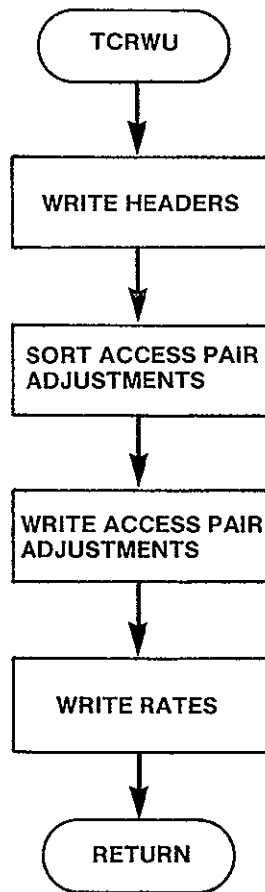 TCRWU
WRITE HEADERS
SORT ACCESS PAIR
ADJUSTMENTS
WRITE ACCESS PAIR
ADJUSTMENTS
WRITE RATES
RETURN